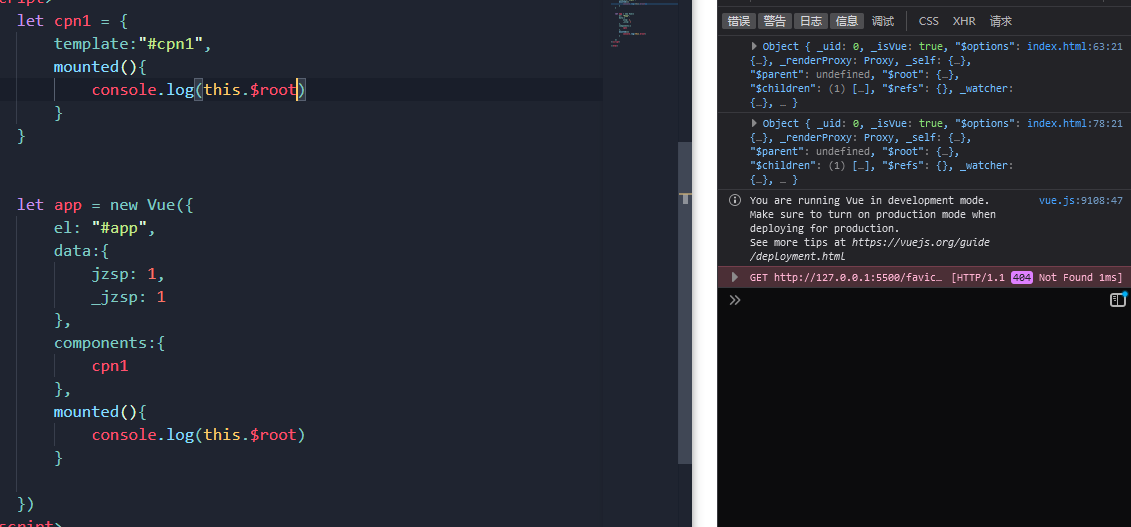 script>
let cpn1 = {
template:"#cpn1",
mounted(){
console.log(this.$root)
}
}
let app = new Vue({
el: "#app",
data:{
jzsp: 1,
_jzsp: 1
},
components:{
cpn1
},
mounted(){
console.log(this.$root)
}
})
script>
错误 警告 日志 信息 调试 CSS XHR 请求
Object { _uid: 0, _isVue: true, "$options": index.html:63:21
{…}, _renderProxy: Proxy, _self: {…},
"$parent": undefined, "$root": {…},
"$children": (1) […], "$refs": {}, _watcher:
{…}, … }
Object { _uid: 0, _isVue: true, "$options": index.html:78:21
{…}, _renderProxy: Proxy, _self: {…},
"$parent": undefined, "$root": {…},
"$children": (1) […], "$refs": {}, _watcher:
{…}, … }
You are running Vue in development mode. vue.js:9108:47
Make sure to turn on production mode when
deploying for production.
See more tips at https://vuejs.org/guide
/deployment.html
GET http://127.0.0.1:5500/favic… [HTTP/1.1 404 Not Found 1ms]